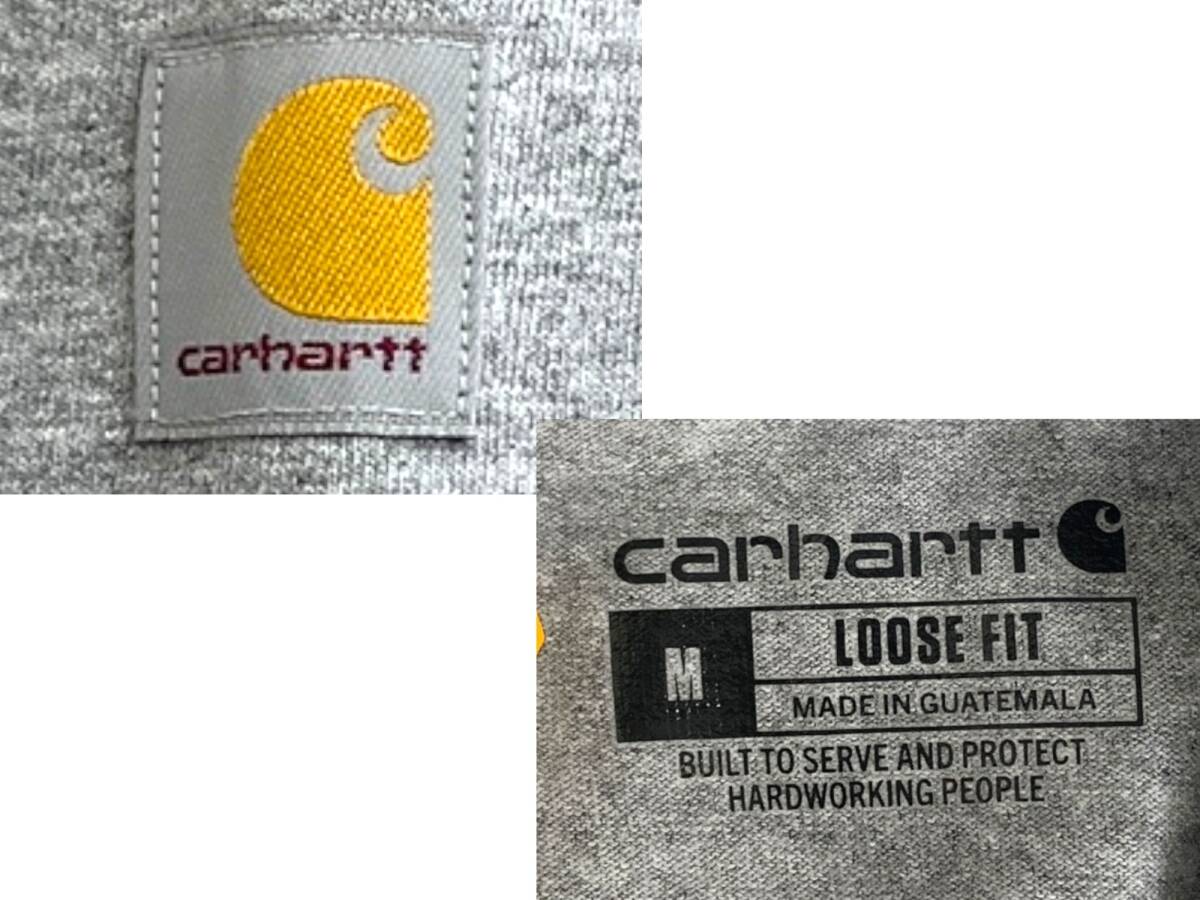 carhartt
carhartt
M
LOOSE FIT
MADE IN GUATEMALA
BUILT TO SERVE AND PROTECT
HARDWORKING PEOPLE